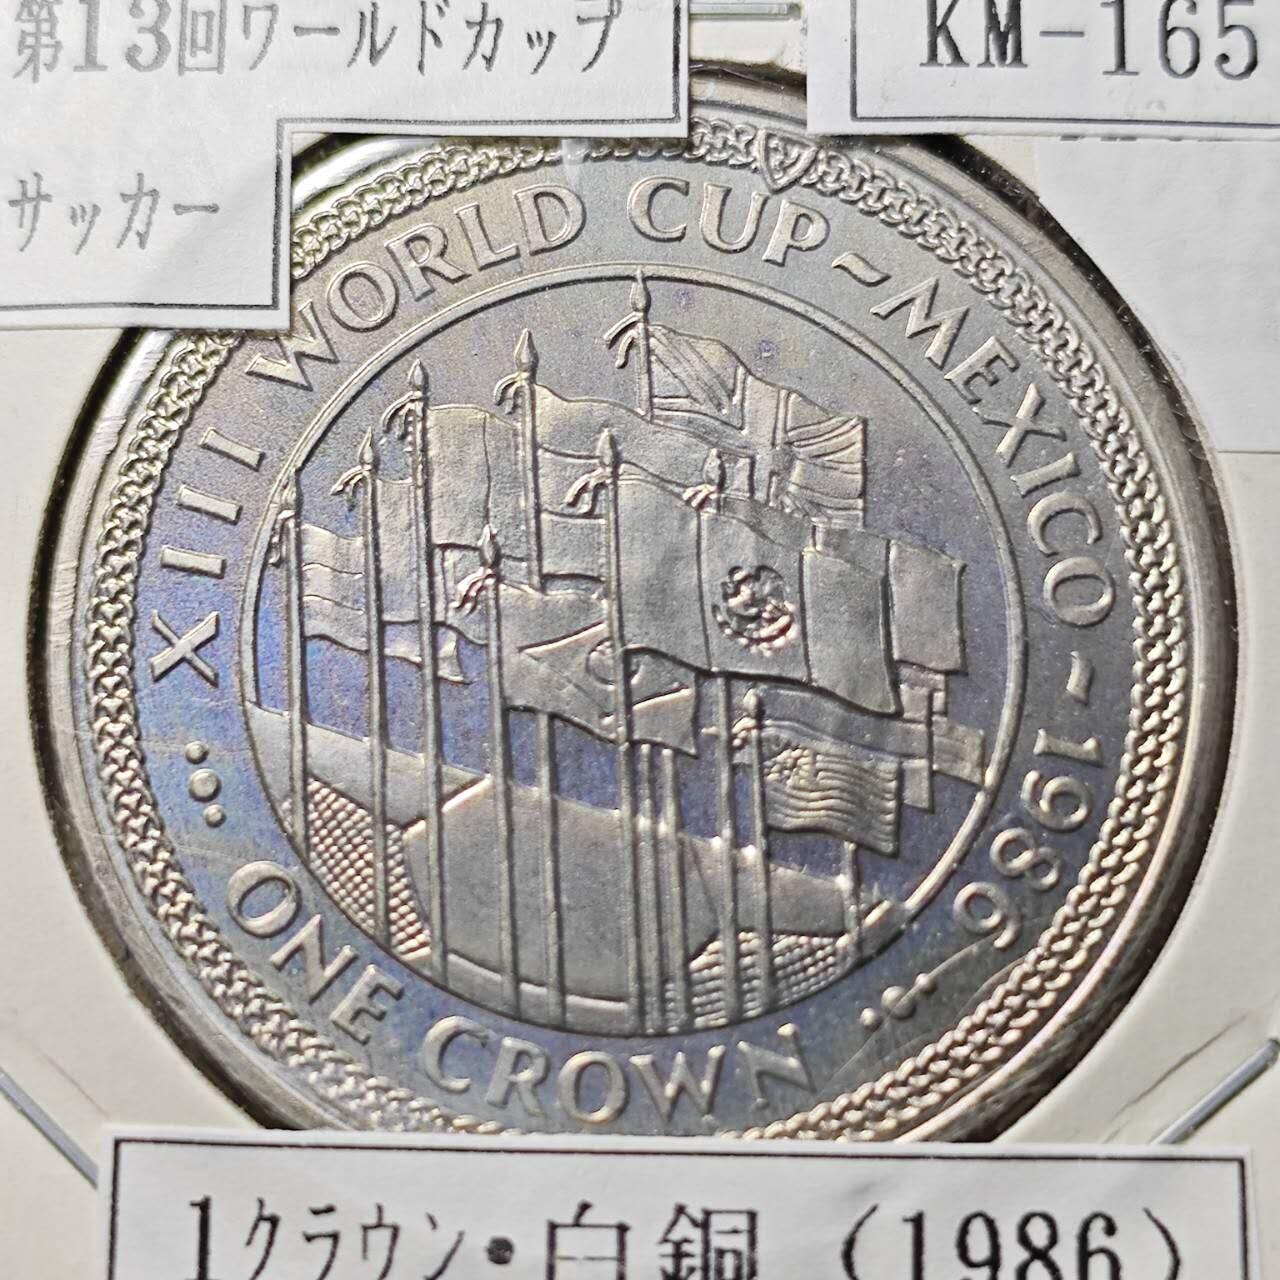 第13回ワールドカップ
サッカー
KM-165
XIII WORLD CUP ~ MEXICO ~ 1986
ONE CROWN
1クラウン・白銅(1986)